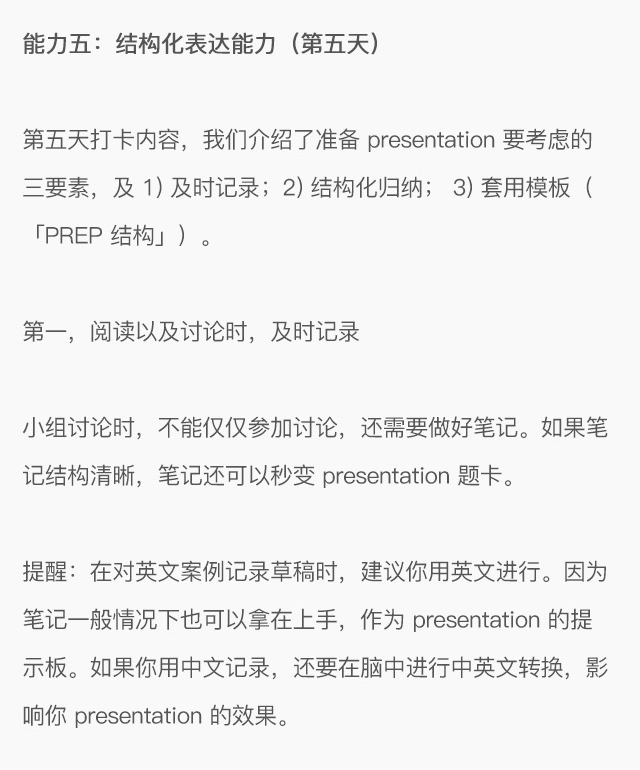 能力五：结构化表达能力（第五天）
第五天打卡内容，我们介绍了准备 presentation 要考虑的
三要素，及 1) 及时记录；2) 结构化归纳； 3) 套用模板（
「PREP 结构」）。
第一，阅读以及讨论时，及时记录
小组讨论时，不能仅仅参加讨论，还需要做好笔记。如果笔
记结构清晰，笔记还可以秒变 presentation 题卡。
提醒：在对英文案例记录草稿时，建议你用英文进行。因为
笔记一般情况下也可以拿在上手，作为 presentation 的提
示板。如果你用中文记录，还要在脑中进行中英文转换，影
响你 presentation 的效果。